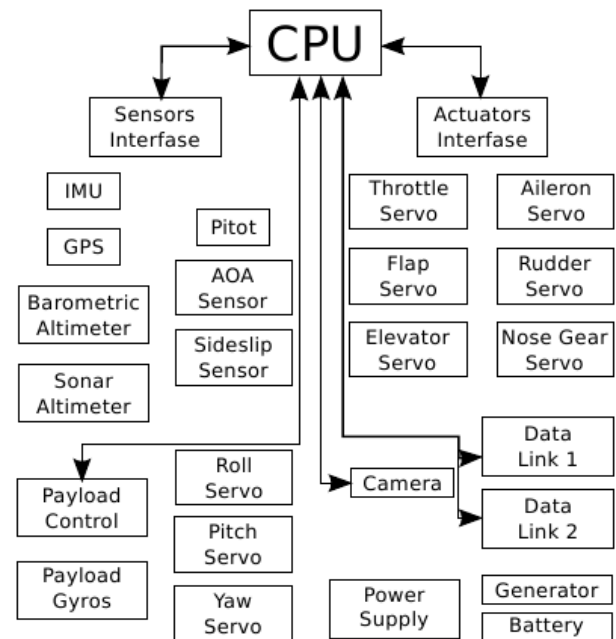 CPU
Sensors
Interfase
Actuators
Interfase
IMU
GPS
Barometric
Altimeter
Sonar
Altimeter
Pitot
AOA
Sensor
Sideslip
Sensor
Throttle
Servo
Aileron
Servo
Flap
Servo
Rudder
Servo
Elevator
Servo
Nose Gear
Servo
Payload
Control
Payload
Gyros
Roll
Servo
Pitch
Servo
Yaw
Servo
Camera
Data
Link 1
Data
Link 2
Power
Supply
Generator
Battery